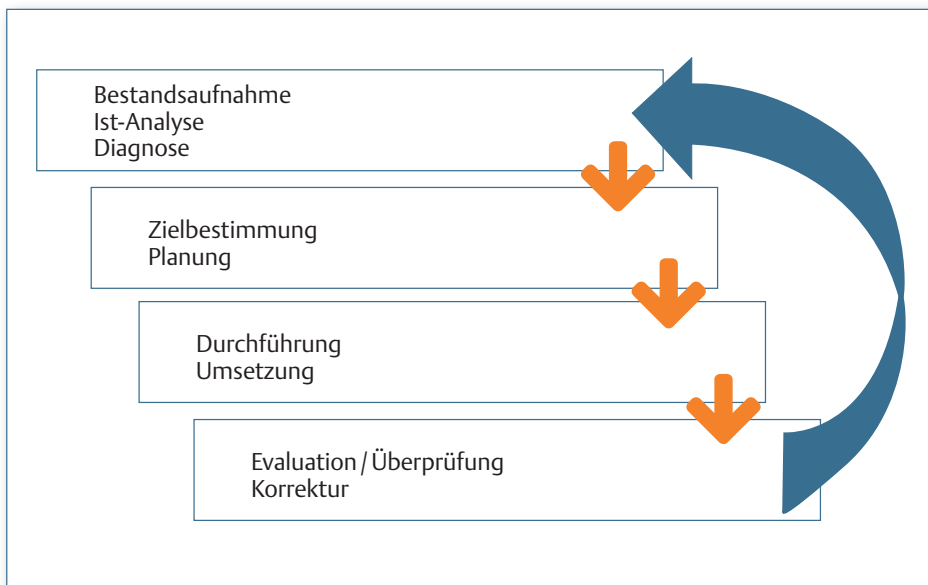 Bestandsaufnahme
Ist-Analyse
Diagnose
Zielbestimmung
Planung
Durchführung
Umsetzung
Evaluation / Überprüfung
Korrektur